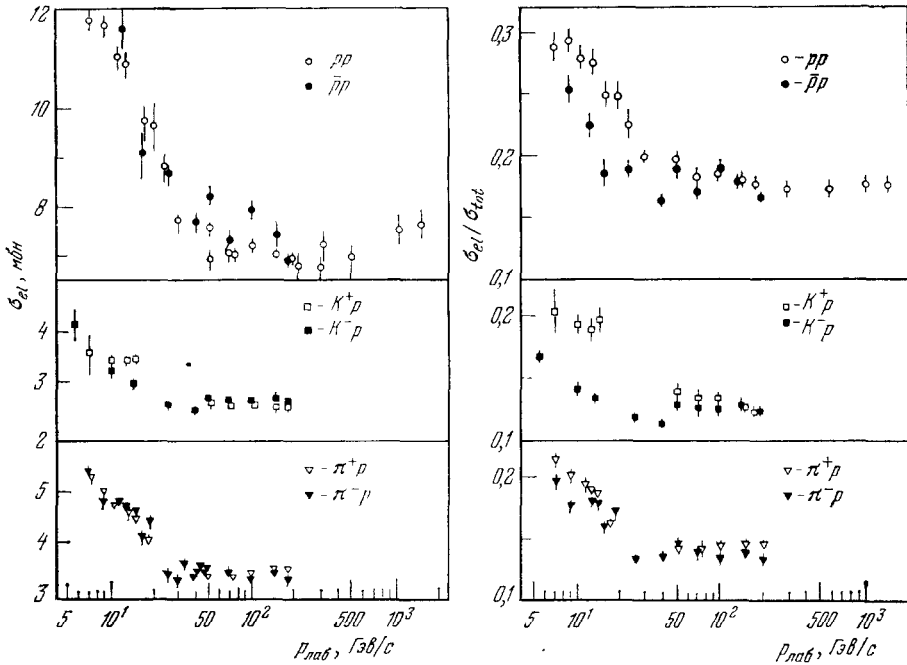 12
10
8
σel, мбн
4
3
2
5
4
3
○ pp
● p̄p
□ - K⁺p
■ - K⁻p
▽ - π⁺p
▼ - π⁻p
5 10¹ 50 10² 500 10³
Pлаб, Гэв/с
0,3
0,2
0,1
σel/σtot
0,2
0,1
0,2
0,1
○ - pp
● - p̄p
□ - K⁺p
■ - K⁻p
▽ - π⁺p
▼ - π⁻p
5 10¹ 50 10² 500 10³
Pлаб, Гэв/с